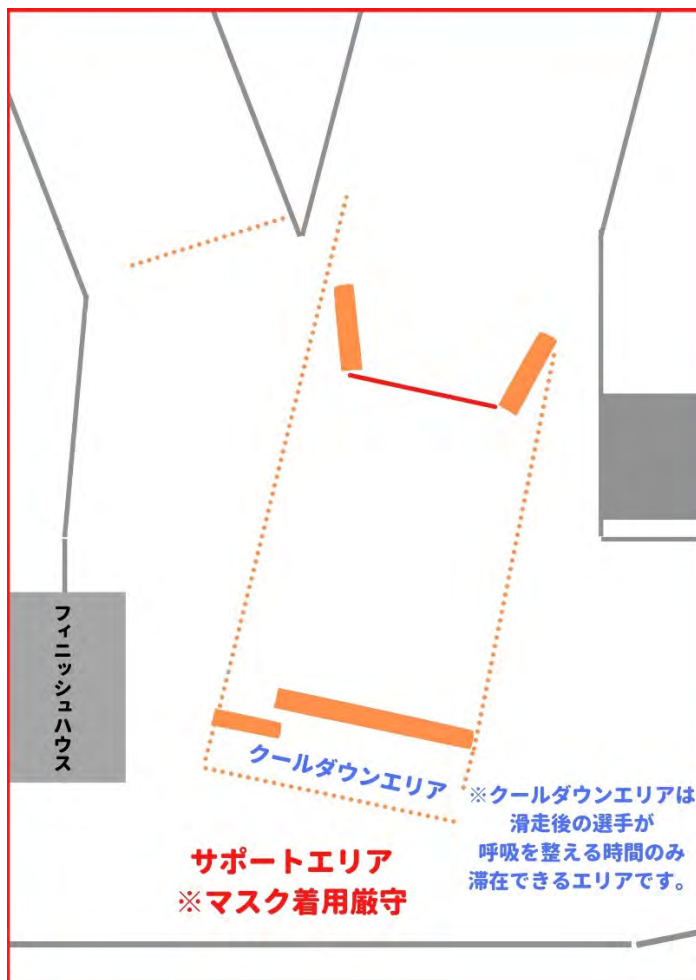 フィニッシュハウス
クールダウンエリア
※クールダウンエリアは
滑走後の選手が
呼吸を整える時間のみ
滞在できるエリアです。
サポートエリア
※マスク着用厳守